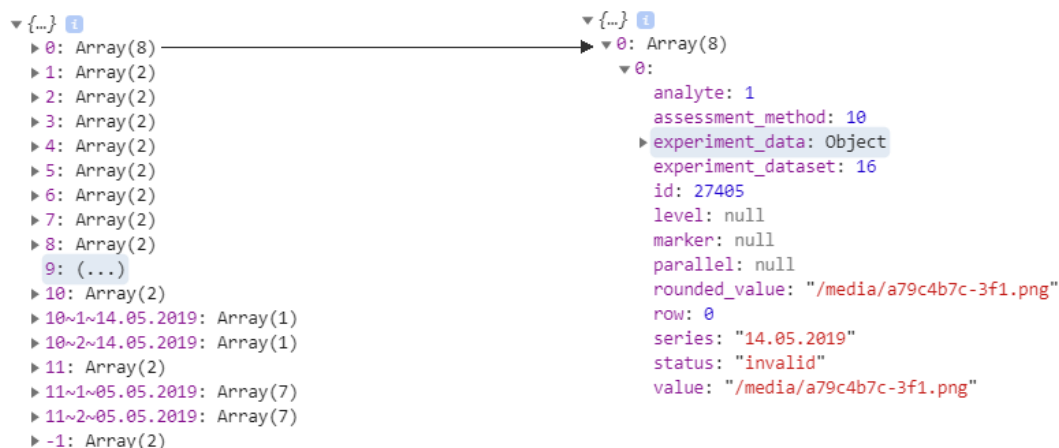 {…} i
0: Array(8)
1: Array(2)
2: Array(2)
3: Array(2)
4: Array(2)
5: Array(2)
6: Array(2)
7: Array(2)
8: Array(2)
9: (...)
10: Array(2)
10~1~14.05.2019: Array(1)
10~2~14.05.2019: Array(1)
11: Array(2)
11~1~05.05.2019: Array(7)
11~2~05.05.2019: Array(7)
-1: Array(2)
{…} i
0: Array(8)
0:
analyte: 1
assessment_method: 10
experiment_data: Object
experiment_dataset: 16
id: 27405
level: null
marker: null
parallel: null
rounded_value: "/media/a79c4b7c-3f1.png"
row: 0
series: "14.05.2019"
status: "invalid"
value: "/media/a79c4b7c-3f1.png"